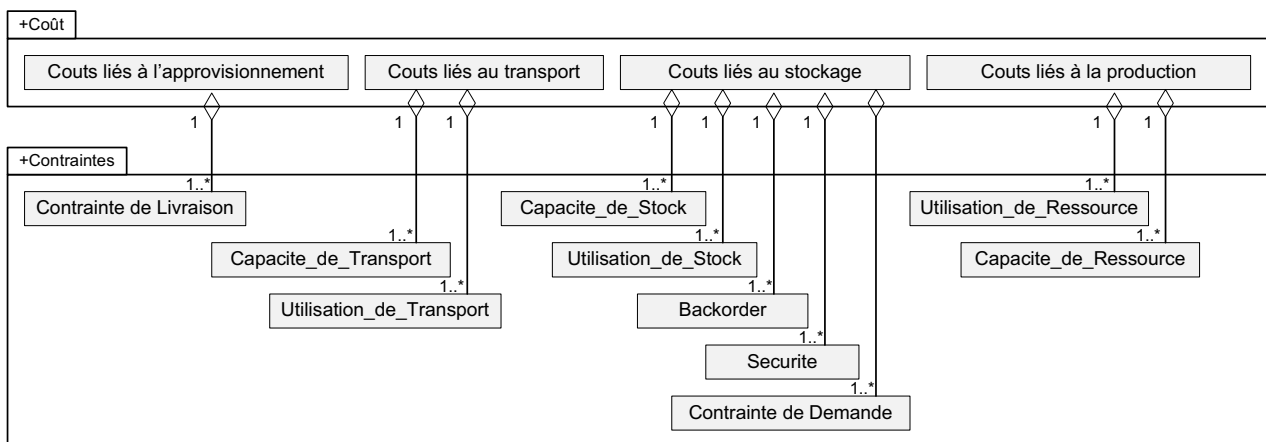 +Coût
Couts liés à l'approvisionnement
Couts liés au transport
Couts liés au stockage
Couts liés à la production
1 1 1 1 1 1 1 1 1
+Contraintes
1..* 1..* 1..*
Contrainte de Livraison
Capacite_de_Stock
Utilisation_de_Ressource
1..* 1..* 1..*
Capacite_de_Transport
Utilisation_de_Stock
Capacite_de_Ressource
1..* 1..*
Utilisation_de_Transport
Backorder
1..*
Securite
1..*
Contrainte de Demande